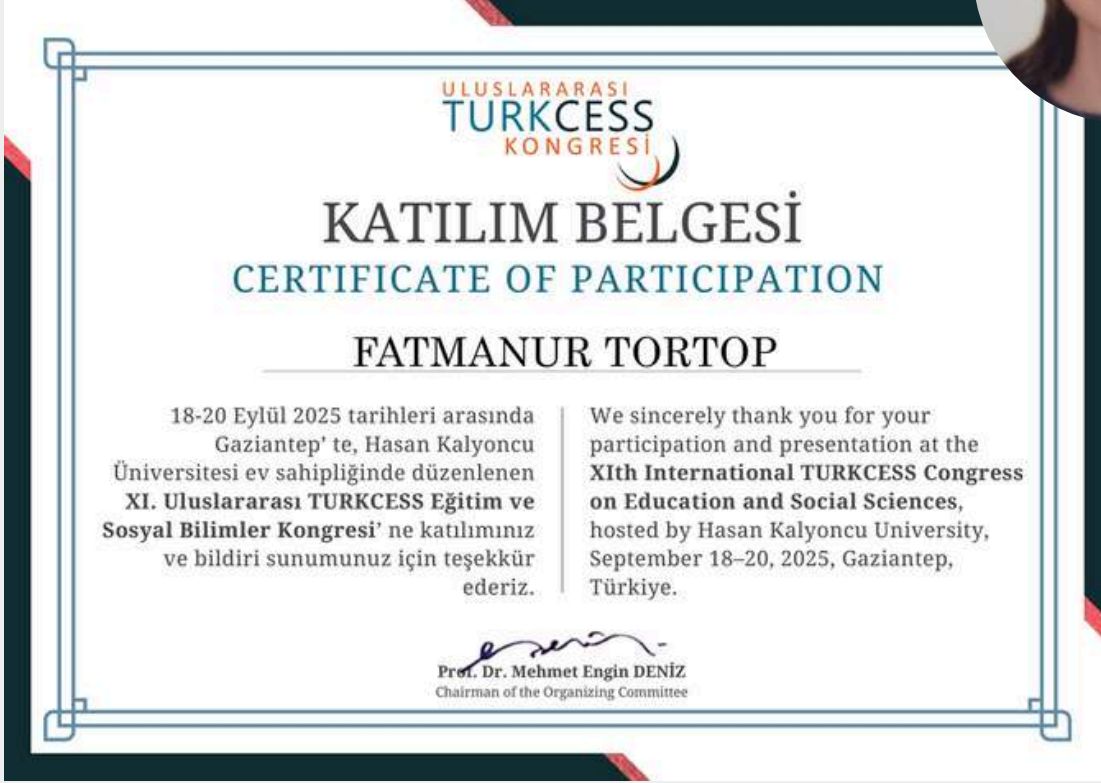 ULUSLARARASI
TURKCESS
KONGRESİ
KATILIM BELGESİ
CERTIFICATE OF PARTICIPATION
FATMANUR TORTOP
18-20 Eylül 2025 tarihleri arasında
Gaziantep' te, Hasan Kalyoncu
Üniversitesi ev sahipliğinde düzenlenen
XI. Uluslararası TURKCESS Eğitim ve
Sosyal Bilimler Kongresi' ne katılımınız
ve bildiri sunumunuz için teşekkür
ederiz.
We sincerely thank you for your
participation and presentation at the
XIth International TURKCESS Congress
on Education and Social Sciences,
hosted by Hasan Kalyoncu University,
September 18–20, 2025, Gaziantep,
Türkiye.
Prof. Dr. Mehmet Engin DENİZ
Chairman of the Organizing Committee